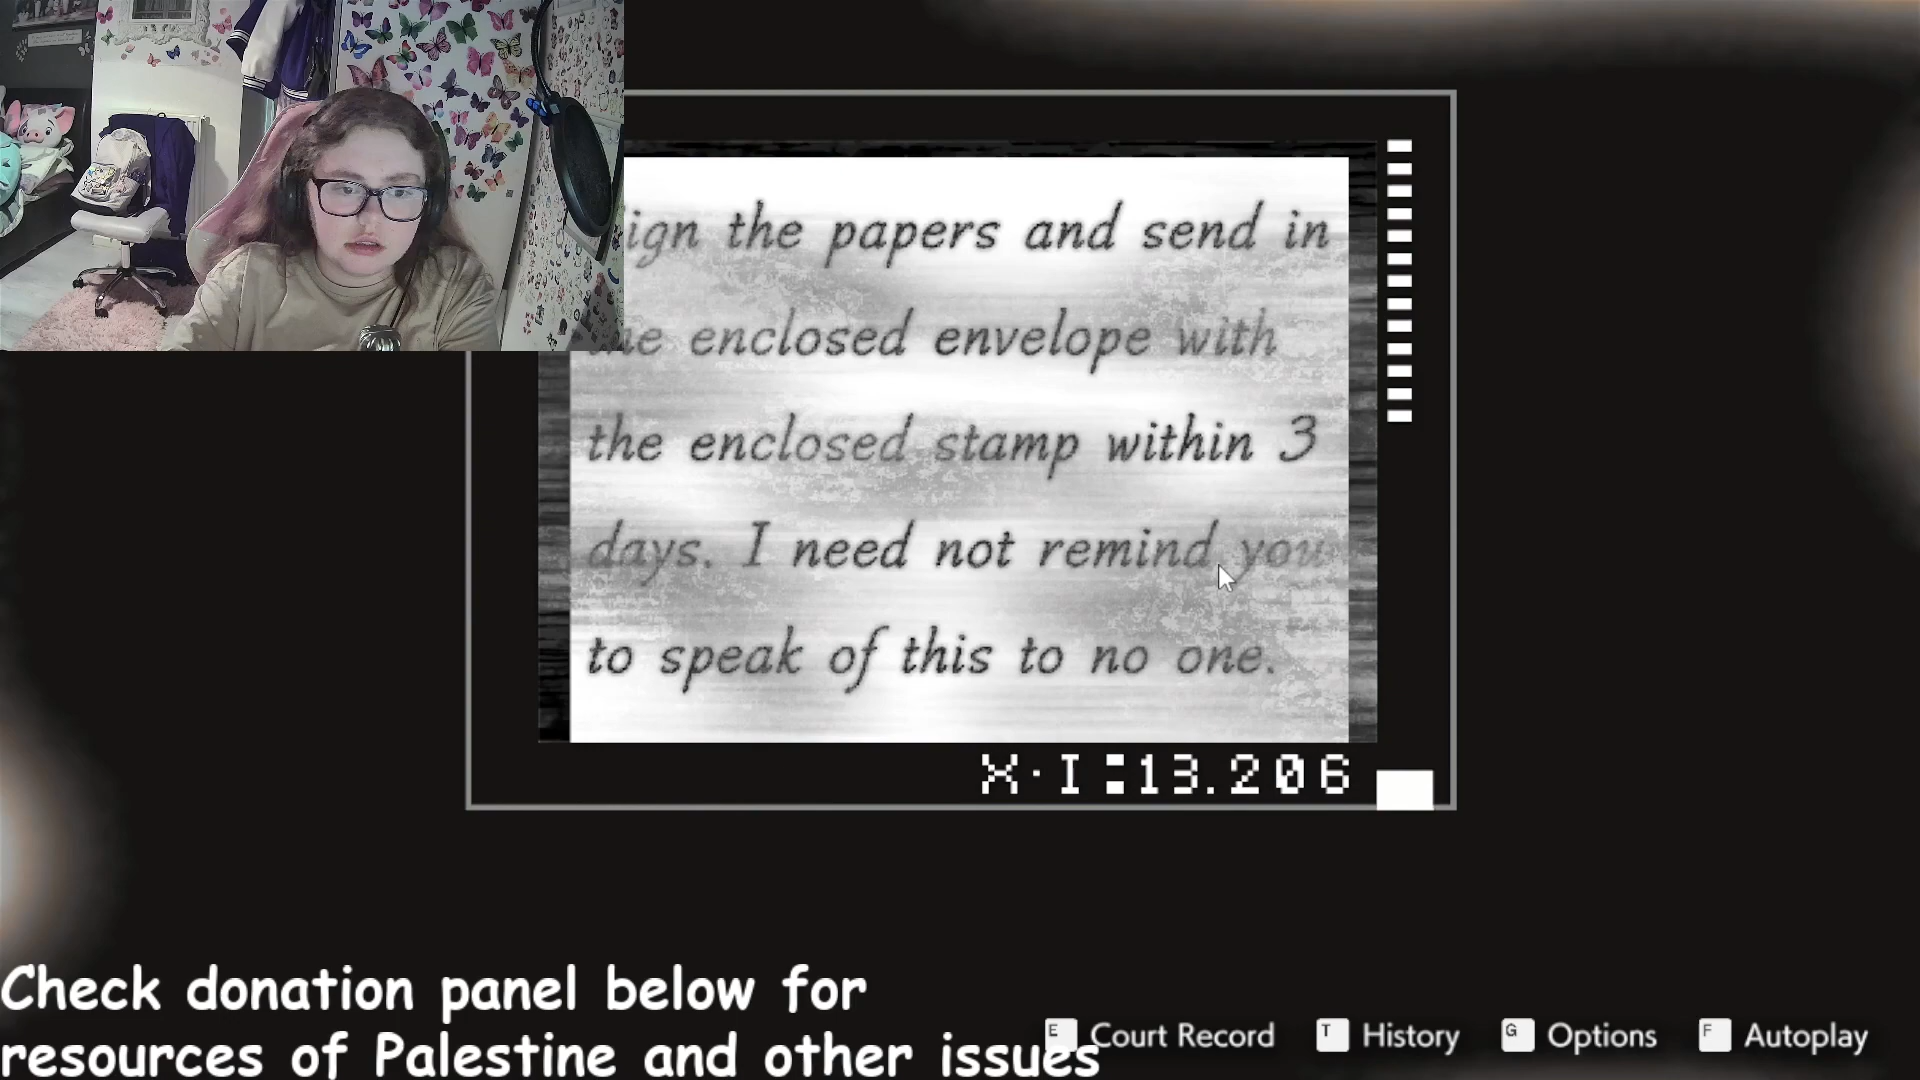 ign the papers and send in
enclosed envelope with
the enclosed stamp within 3
days. I need not remind you
to speak of this to no one.
X·I:13.206
Check donation panel below for
resources of Palestine and other issues
E Court Record T History G Options F Autoplay